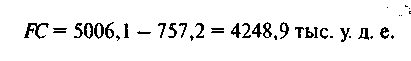 FC = 5006,1 − 757,2 = 4248,9 тыс. у. д. е.